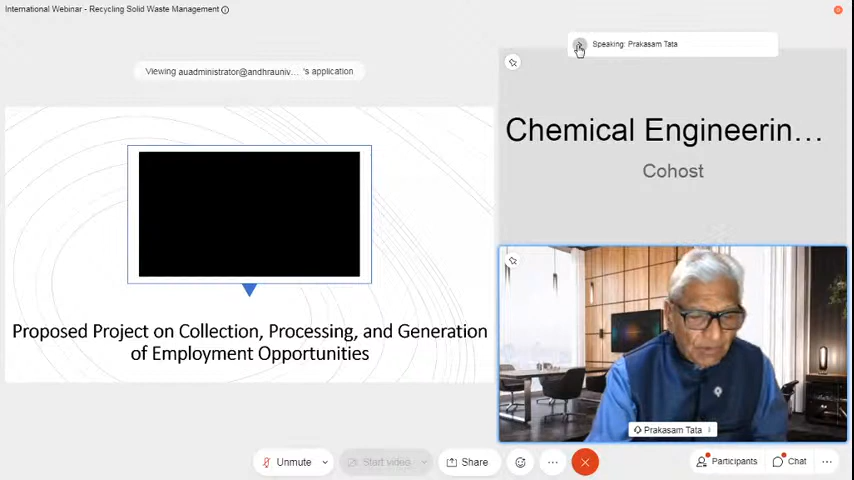 International Webinar - Recycling Solid Waste Management
Speaking: Prakasam Tata
Viewing auadministrator@andhrauniv... 's application
Chemical Engineerin...
Cohost
Proposed Project on Collection, Processing, and Generation
of Employment Opportunities
Prakasam Tata
Unmute
Start video
Share
Participants
Chat